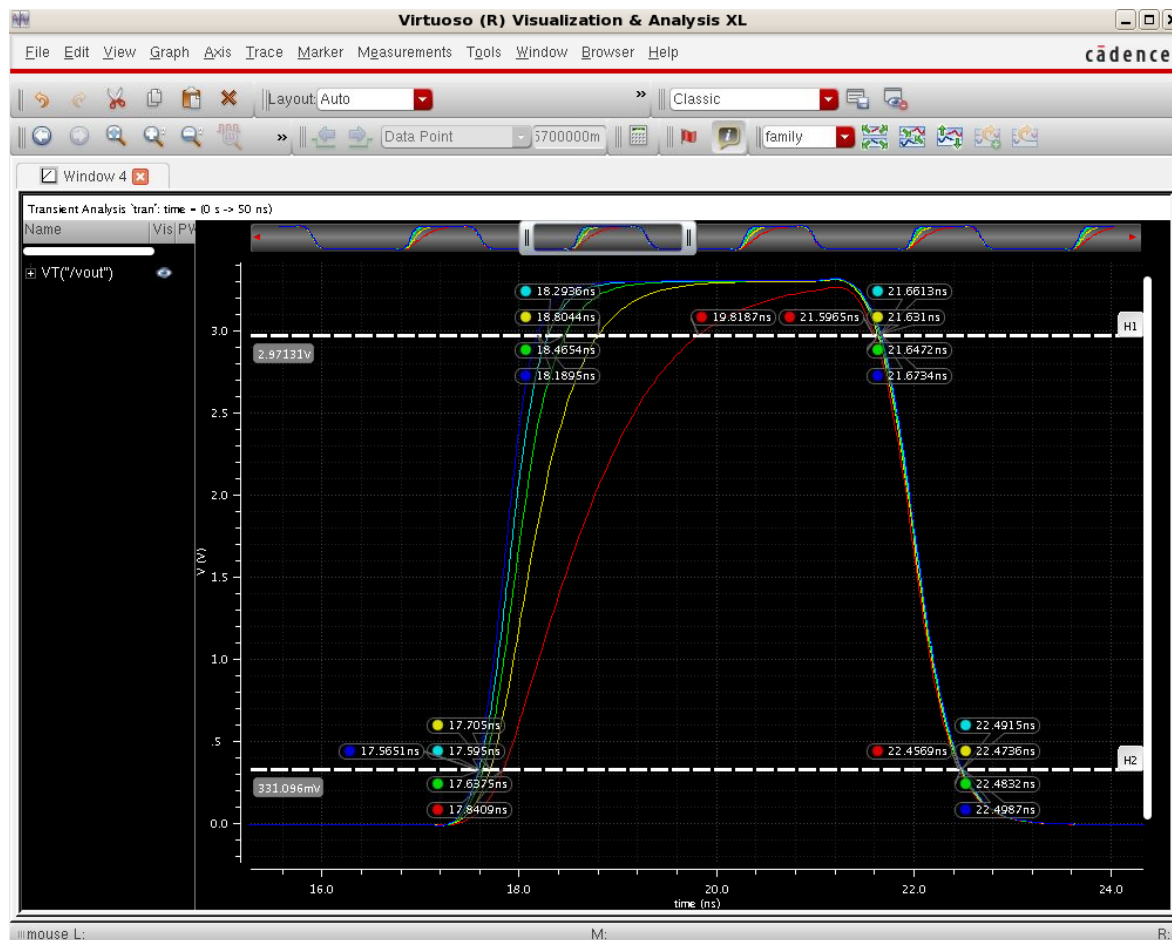 Virtuoso (R) Visualization & Analysis XL
File Edit View Graph Axis Trace Marker Measurements Tools Window Browser Help
cādence
Layout: Auto
»
Classic
»
Data Point
5700000m
family
Window 4
Transient Analysis `tran': time = (0 s -> 50 ns)
Name
Vis
VT("/vout")
18.2936ns
21.6613ns
18.8044ns
19.8187ns
21.5965ns
21.631ns
H1
3.0
2.97131v
18.4654ns
21.6472ns
18.1895ns
21.6734ns
2.5
2.0
V (V)
1.5
1.0
17.705ns
22.4915ns
.5
17.5651ns
17.595ns
22.4569ns
22.4736ns
H2
331.096mV
17.6375ns
22.4832ns
17.8409ns
22.4987ns
0.0
16.0
18.0
20.0
22.0
24.0
time (ns)
mouse L:
M:
R: